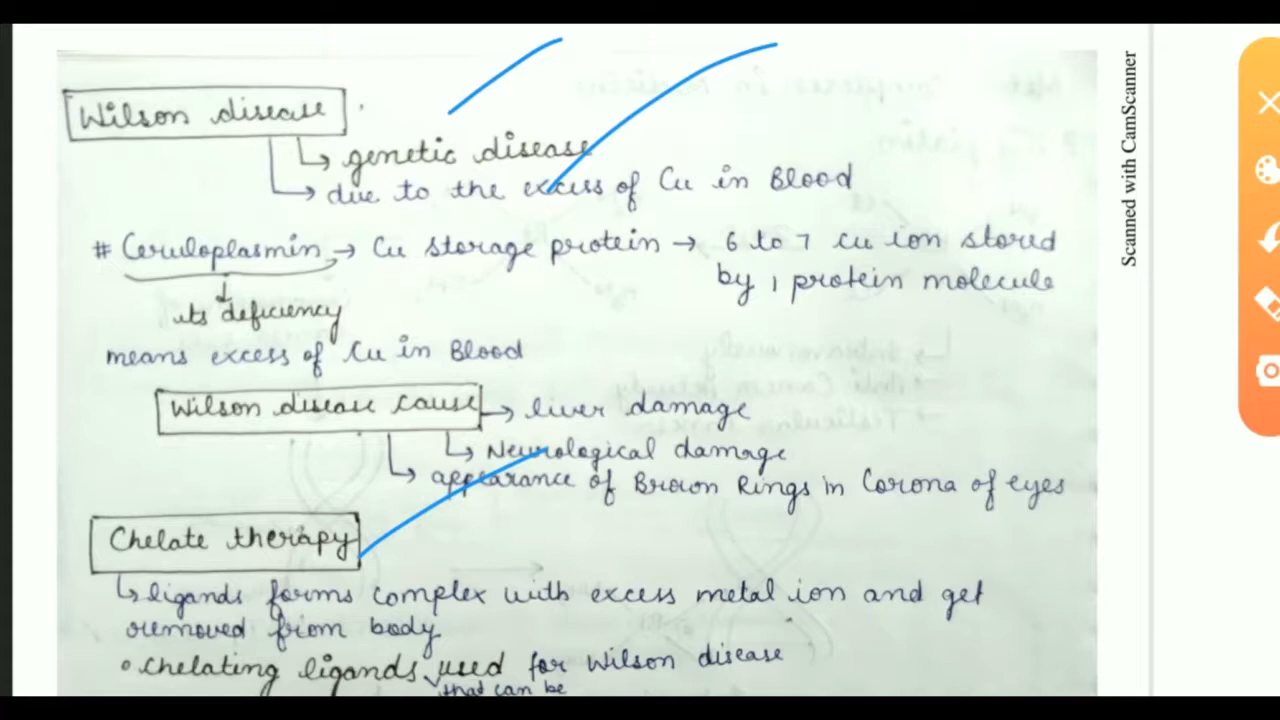 Wilson disease
↳ genetic disease
↳ due to the excess of Cu in Blood
# Ceruloplasmin → Cu storage protein → 6 to 7 cu ion stored
by 1 protein molecule
its deficiency
means excess of Cu in Blood
Wilson disease cause → liver damage
↳ Neurological damage
↳ appearance of Brown Rings in Corona of eyes
Chelate therapy
↳ ligands forms complex with excess metal ion and get
removed from body
chelating ligands used for Wilson disease
that can be
Scanned with CamScanner